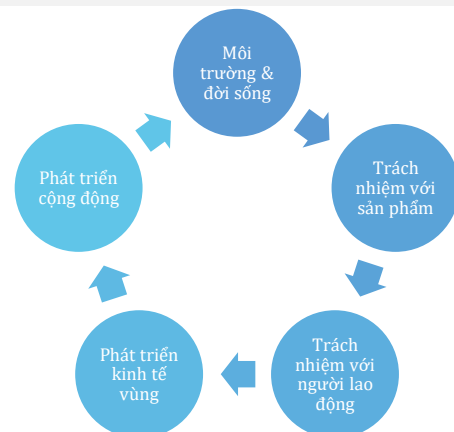 Môi
trường &
đời sống
Trách
nhiệm với
sản phẩm
Trách
nhiệm với
người lao
động
Phát triển
kinh tế
vùng
Phát triển
cộng động